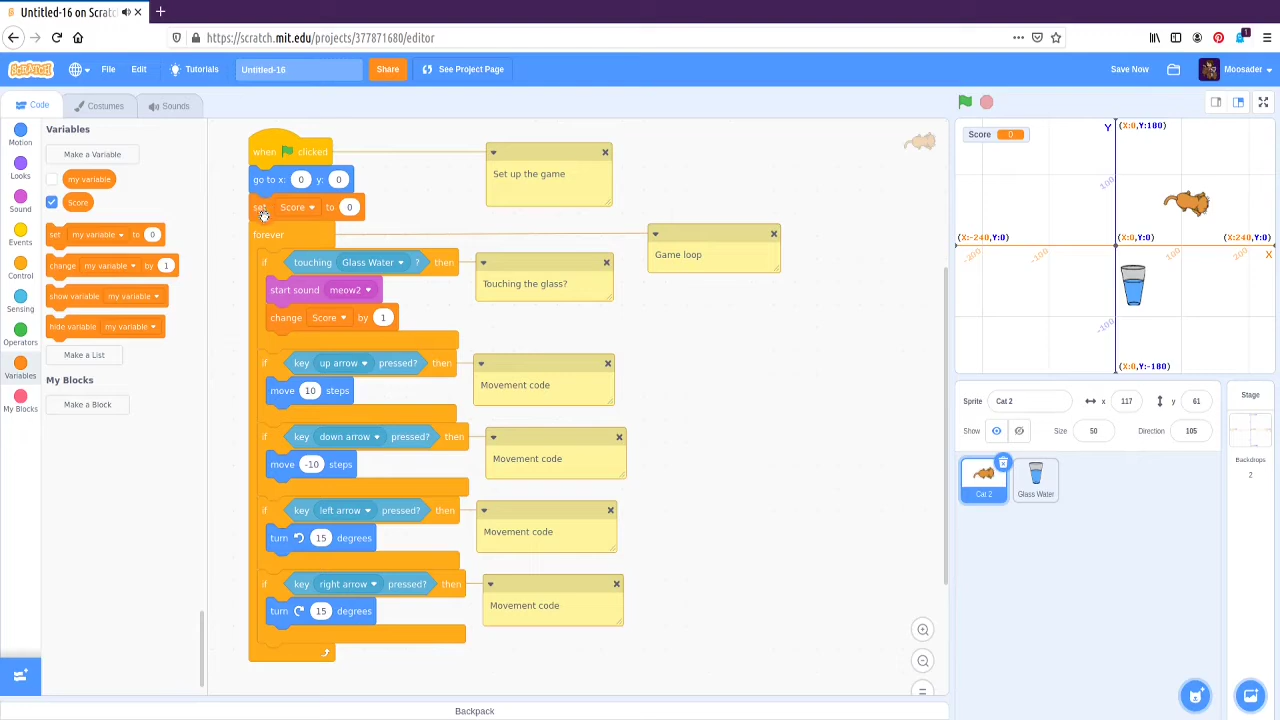 Untitled-16 on Scratch
https://scratch.mit.edu/projects/377871680/editor
1
SCRATCH
File
Edit
Tutorials
Untitled-16
Share
See Project Page
Save Now
Moosader
Code
Costumes
Sounds
Motion
Looks
Sound
Events
Control
Sensing
Operators
Variables
My Blocks
Variables
Make a Variable
my variable
Score
set my variable to 0
change my variable by 1
show variable my variable
hide variable my variable
Make a List
My Blocks
Make a Block
when clicked
go to x: 0 y: 0
set Score to 0
forever
if touching Glass Water ? then
start sound meow2
change Score by 1
if key up arrow pressed? then
move 10 steps
if key down arrow pressed? then
move -10 steps
if key left arrow pressed? then
turn 15 degrees
if key right arrow pressed? then
turn 15 degrees
Set up the game
Game loop
Touching the glass?
Movement code
Movement code
Movement code
Movement code
Score 0
Y (X:0,Y:180)
100
(X:-240,Y:0)
(X:0,Y:0)
(X:240,Y:0)
-200
-100
100
200
X
-100
(X:0,Y:-180)
Sprite Cat 2 x 117 y 61
Show Size 50 Direction 105
Cat 2
Glass Water
Stage
Backdrops
2
Backpack